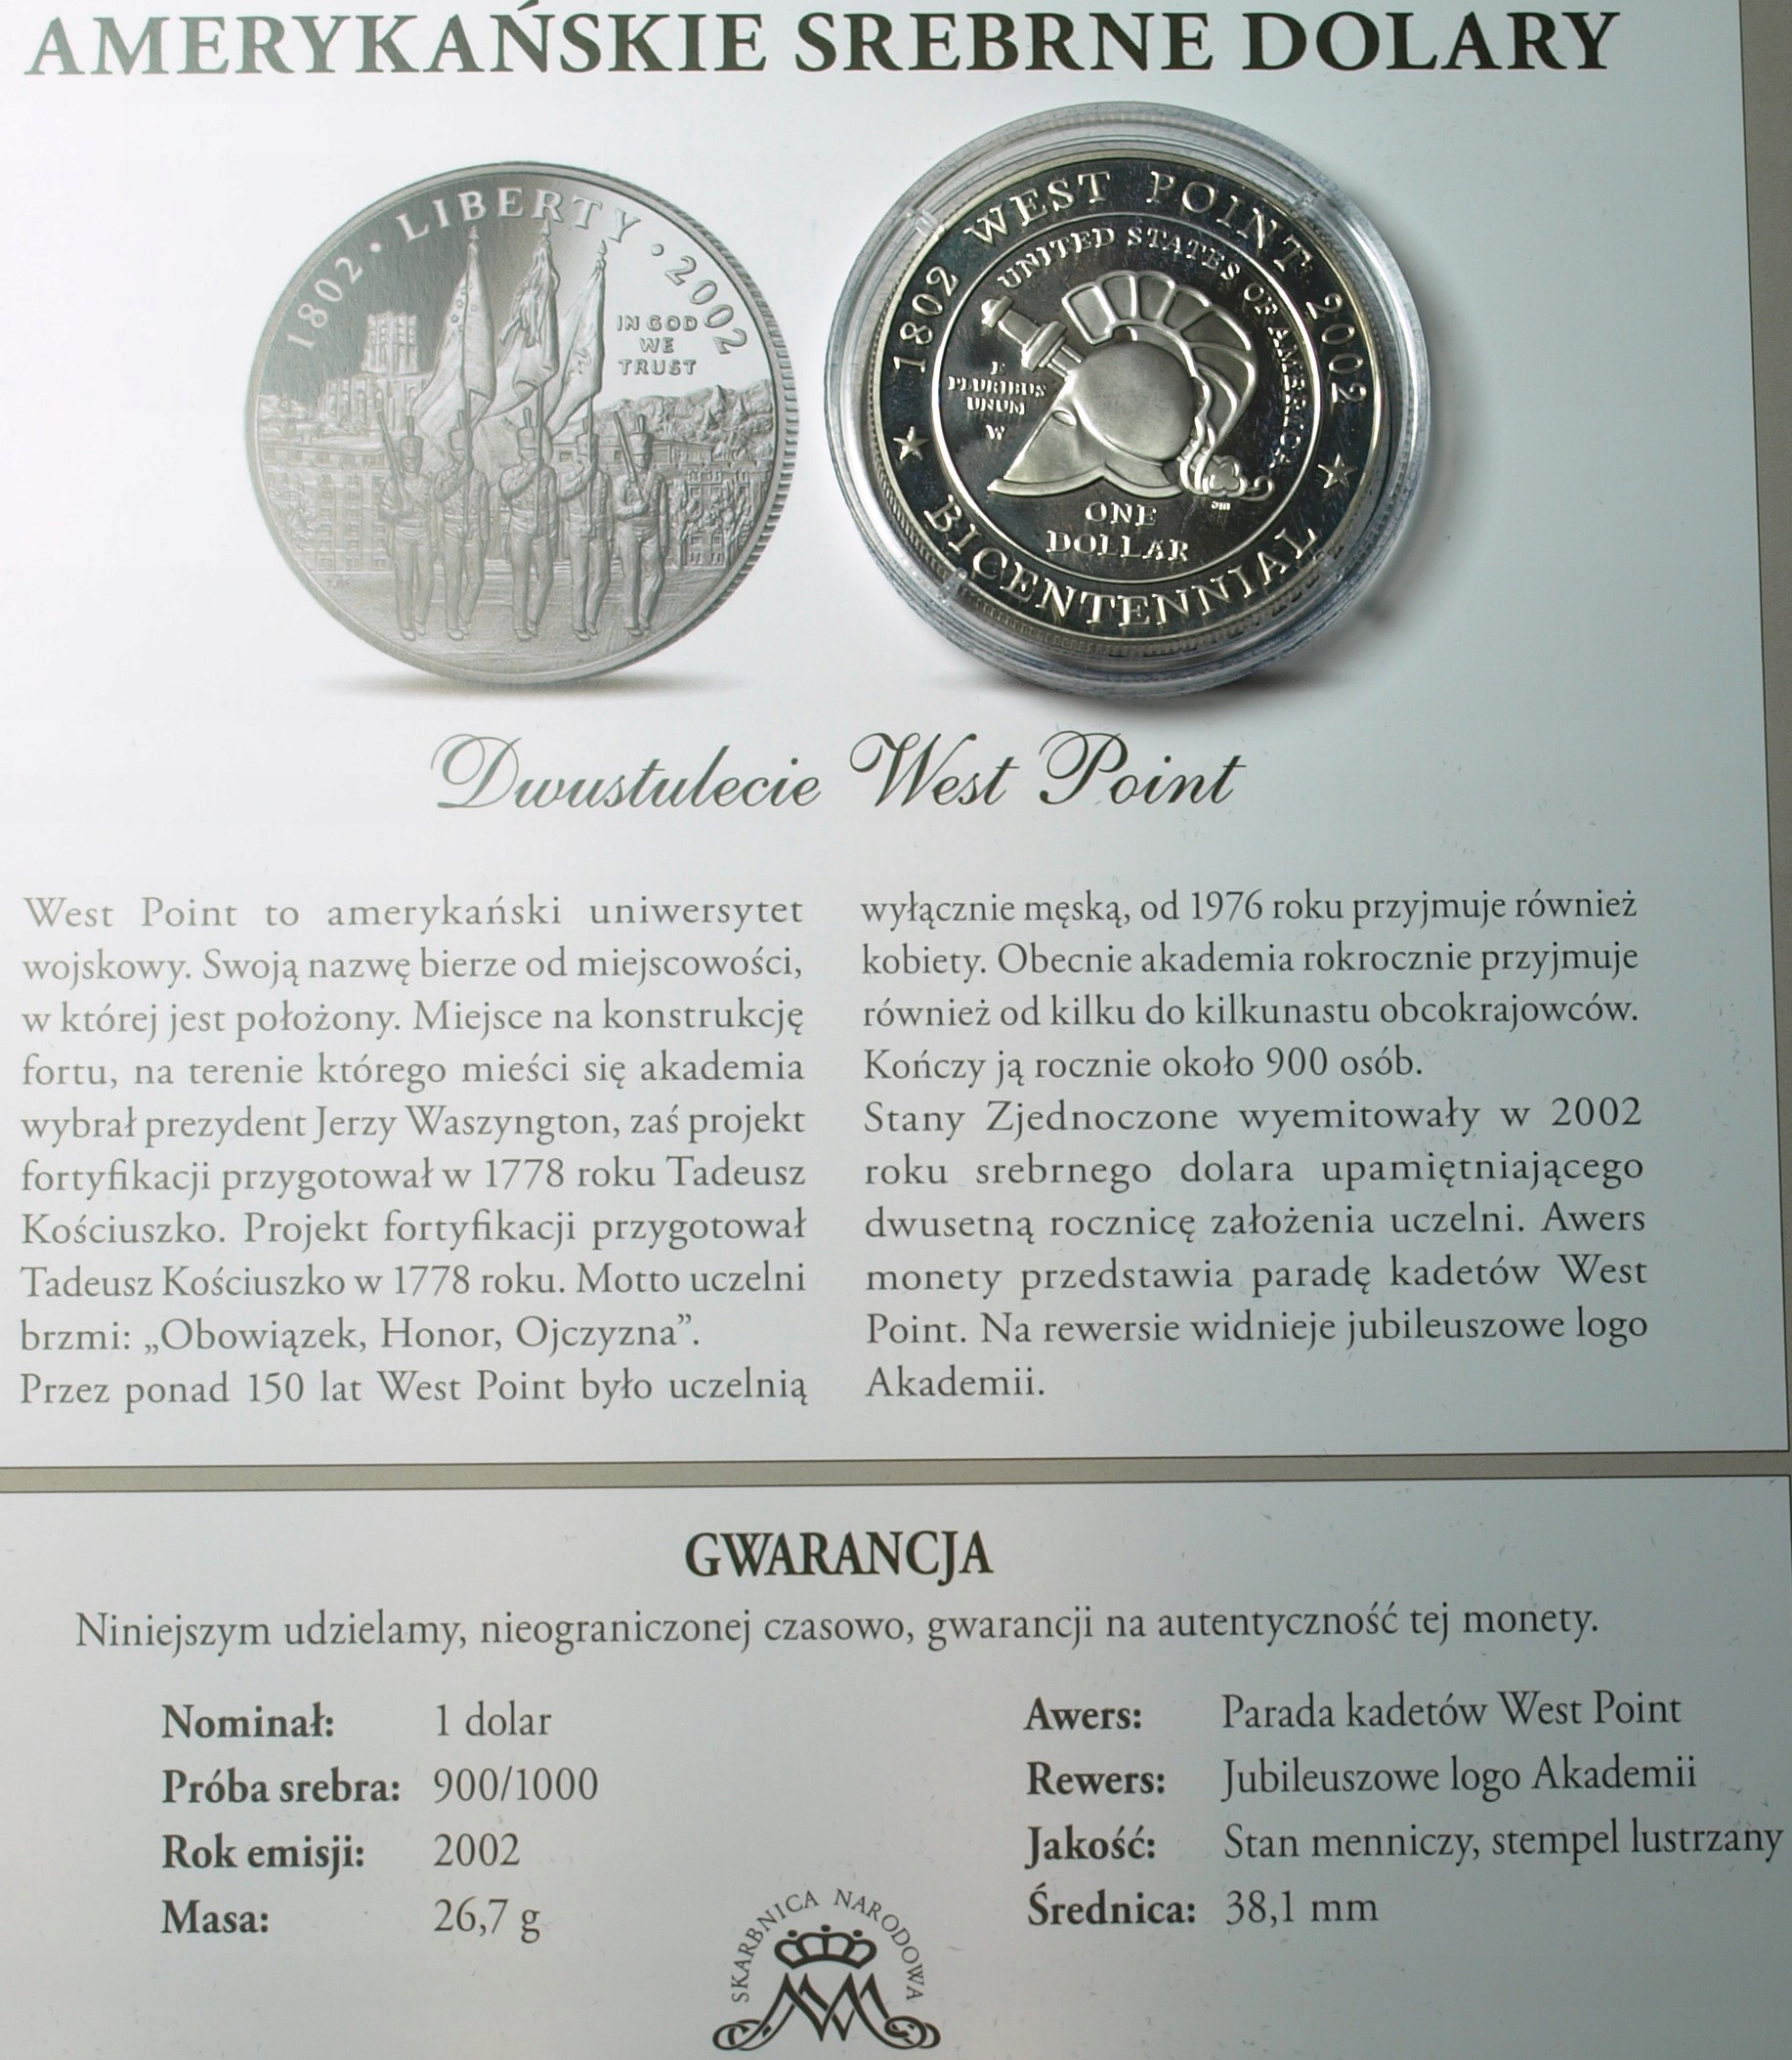 AMERYKAŃSKIE SREBRNE DOLARY
1802 · LIBERTY · 2002
IN GOD
WE
TRUST
1802 WEST POINT 2002
UNITED STATES OF AMERICA
E
PLURIBUS
UNUM
W
ONE
DOLLAR
BICENTENNIAL
Dwustulecie West Point
West Point to amerykański uniwersytet
wojskowy. Swoją nazwę bierze od miejscowości,
w której jest położony. Miejsce na konstrukcję
fortu, na terenie którego mieści się akademia
wybrał prezydent Jerzy Waszyngton, zaś projekt
fortyfikacji przygotował w 1778 roku Tadeusz
Kościuszko. Projekt fortyfikacji przygotował
Tadeusz Kościuszko w 1778 roku. Motto uczelni
brzmi: „Obowiązek, Honor, Ojczyzna”.
Przez ponad 150 lat West Point było uczelnią
wyłącznie męską, od 1976 roku przyjmuje również
kobiety. Obecnie akademia rokrocznie przyjmuje
również od kilku do kilkunastu obcokrajowców.
Kończy ją rocznie około 900 osób.
Stany Zjednoczone wyemitowały w 2002
roku srebrnego dolara upamiętniającego
dwusetną rocznicę założenia uczelni. Awers
monety przedstawia paradę kadetów West
Point. Na rewersie widnieje jubileuszowe logo
Akademii.
GWARANCJA
Niniejszym udzielamy, nieograniczonej czasowo, gwarancji na autentyczność tej monety.
Nominał: 1 dolar
Próba srebra: 900/1000
Rok emisji: 2002
Masa: 26,7 g
Awers: Parada kadetów West Point
Rewers: Jubileuszowe logo Akademii
Jakość: Stan menniczy, stempel lustrzany
Średnica: 38,1 mm
SKARBNICA NARODOWA